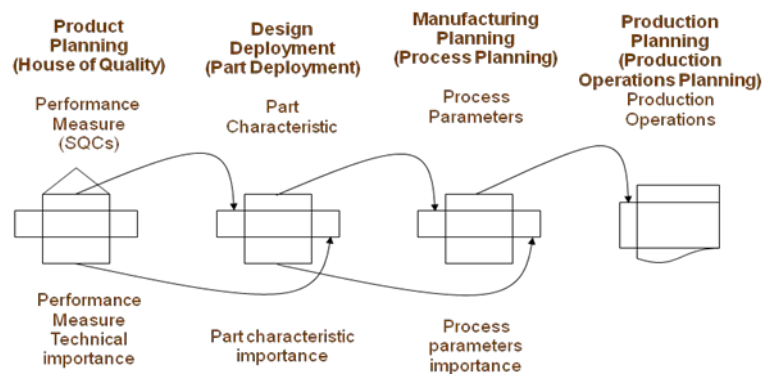 Product
Planning
(House of Quality)
Performance
Measure
(SQCs)
Design
Deployment
(Part Deployment)
Part
Characteristic
Manufacturing
Planning
(Process Planning)
Process
Parameters
Production
Planning
(Production
Operations Planning)
Production
Operations
Performance
Measure
Technical
importance
Part characteristic
importance
Process
parameters
importance